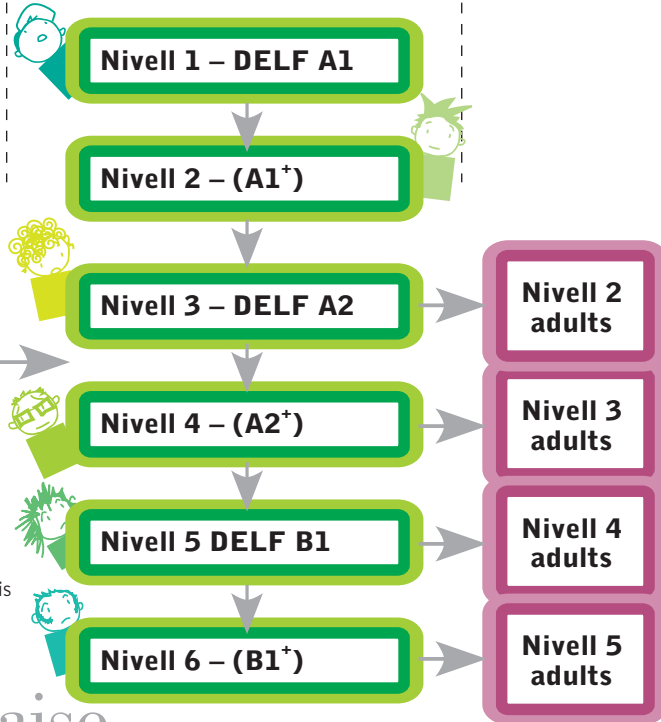 Nivell 1 – DELF A1
Nivell 2 – (A1⁺)
Nivell 3 – DELF A2
Nivell 2
adults
Nivell 4 – (A2⁺)
Nivell 3
adults
Nivell 5 DELF B1
Nivell 4
adults
is
Nivell 6 – (B1⁺)
Nivell 5
adults